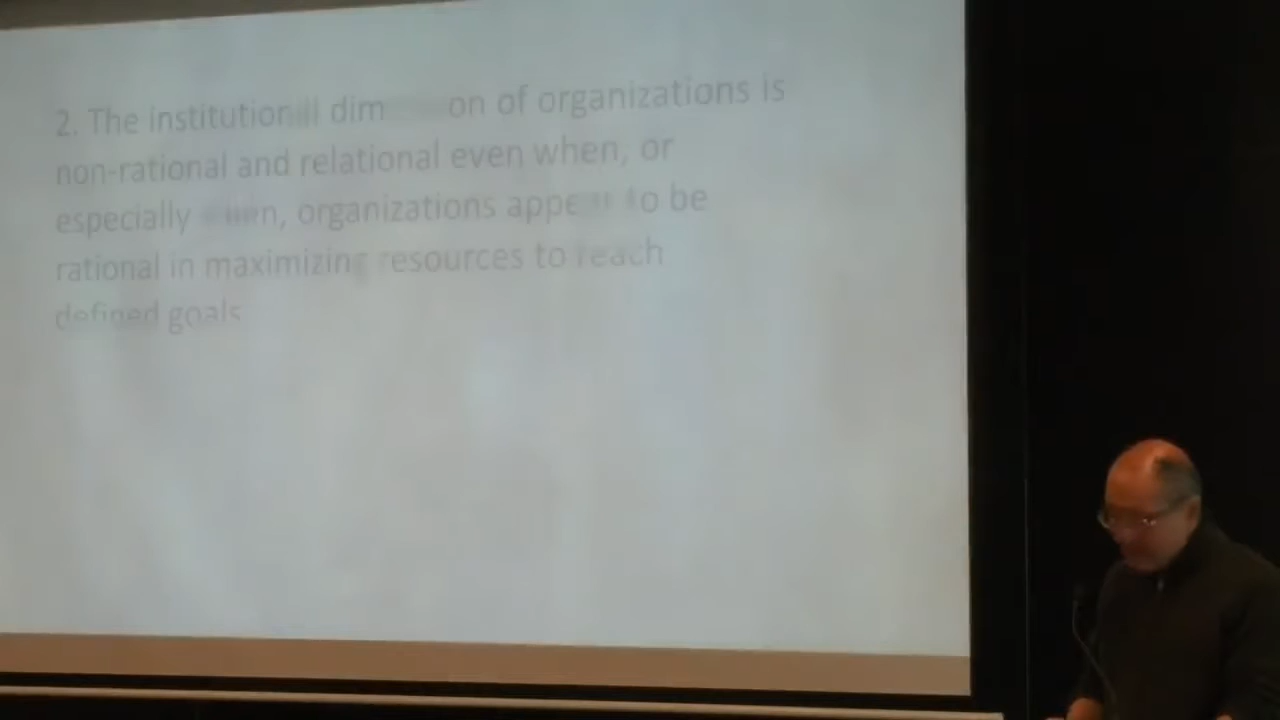 2. The institutional dimension of organizations is
non-rational and relational even when, or
especially when, organizations appear to be
rational in maximizing resources to reach
defined goals